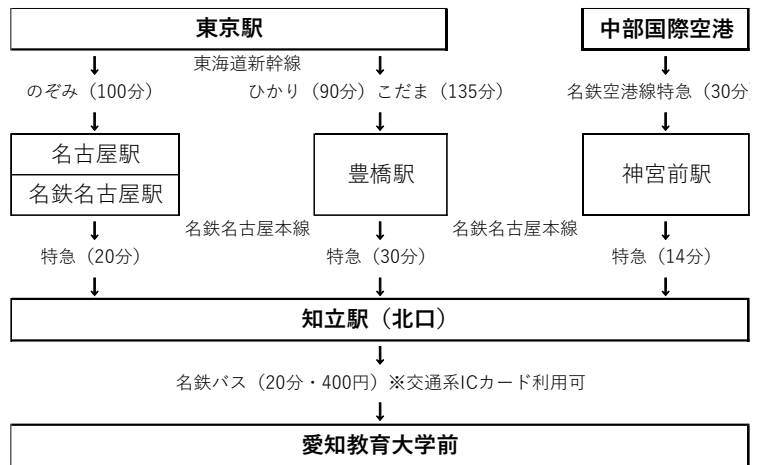 東京駅
中部国際空港
東海道新幹線
のぞみ（100分）
ひかり（90分）こだま（135分）
名鉄空港線特急（30分）
名古屋駅
名鉄名古屋駅
豊橋駅
神宮前駅
名鉄名古屋本線
名鉄名古屋本線
特急（20分）
特急（30分）
特急（14分）
知立駅（北口）
名鉄バス（20分・400円）※交通系ICカード利用可
愛知教育大学前